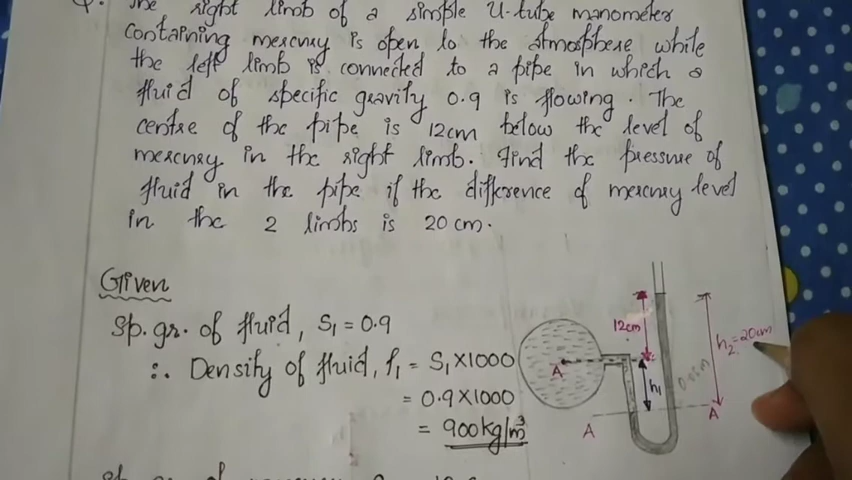 Q. The right limb of a simple U-tube manometer
containing mercury is open to the atmosphere while
the left limb is connected to a pipe in which a
fluid of specific gravity 0.9 is flowing. The
centre of the pipe is 12cm below the level of
mercury in the right limb. Find the pressure of
fluid in the pipe if the difference of mercury level
in the 2 limbs is 20 cm.
Given
Sp. gr. of fluid, S₁ = 0.9
∴ Density of fluid, ρ₁ = S₁ × 1000
= 0.9 × 1000
= 900kg/m³
12cm
h₂ = 20cm
A
h₁
A
A